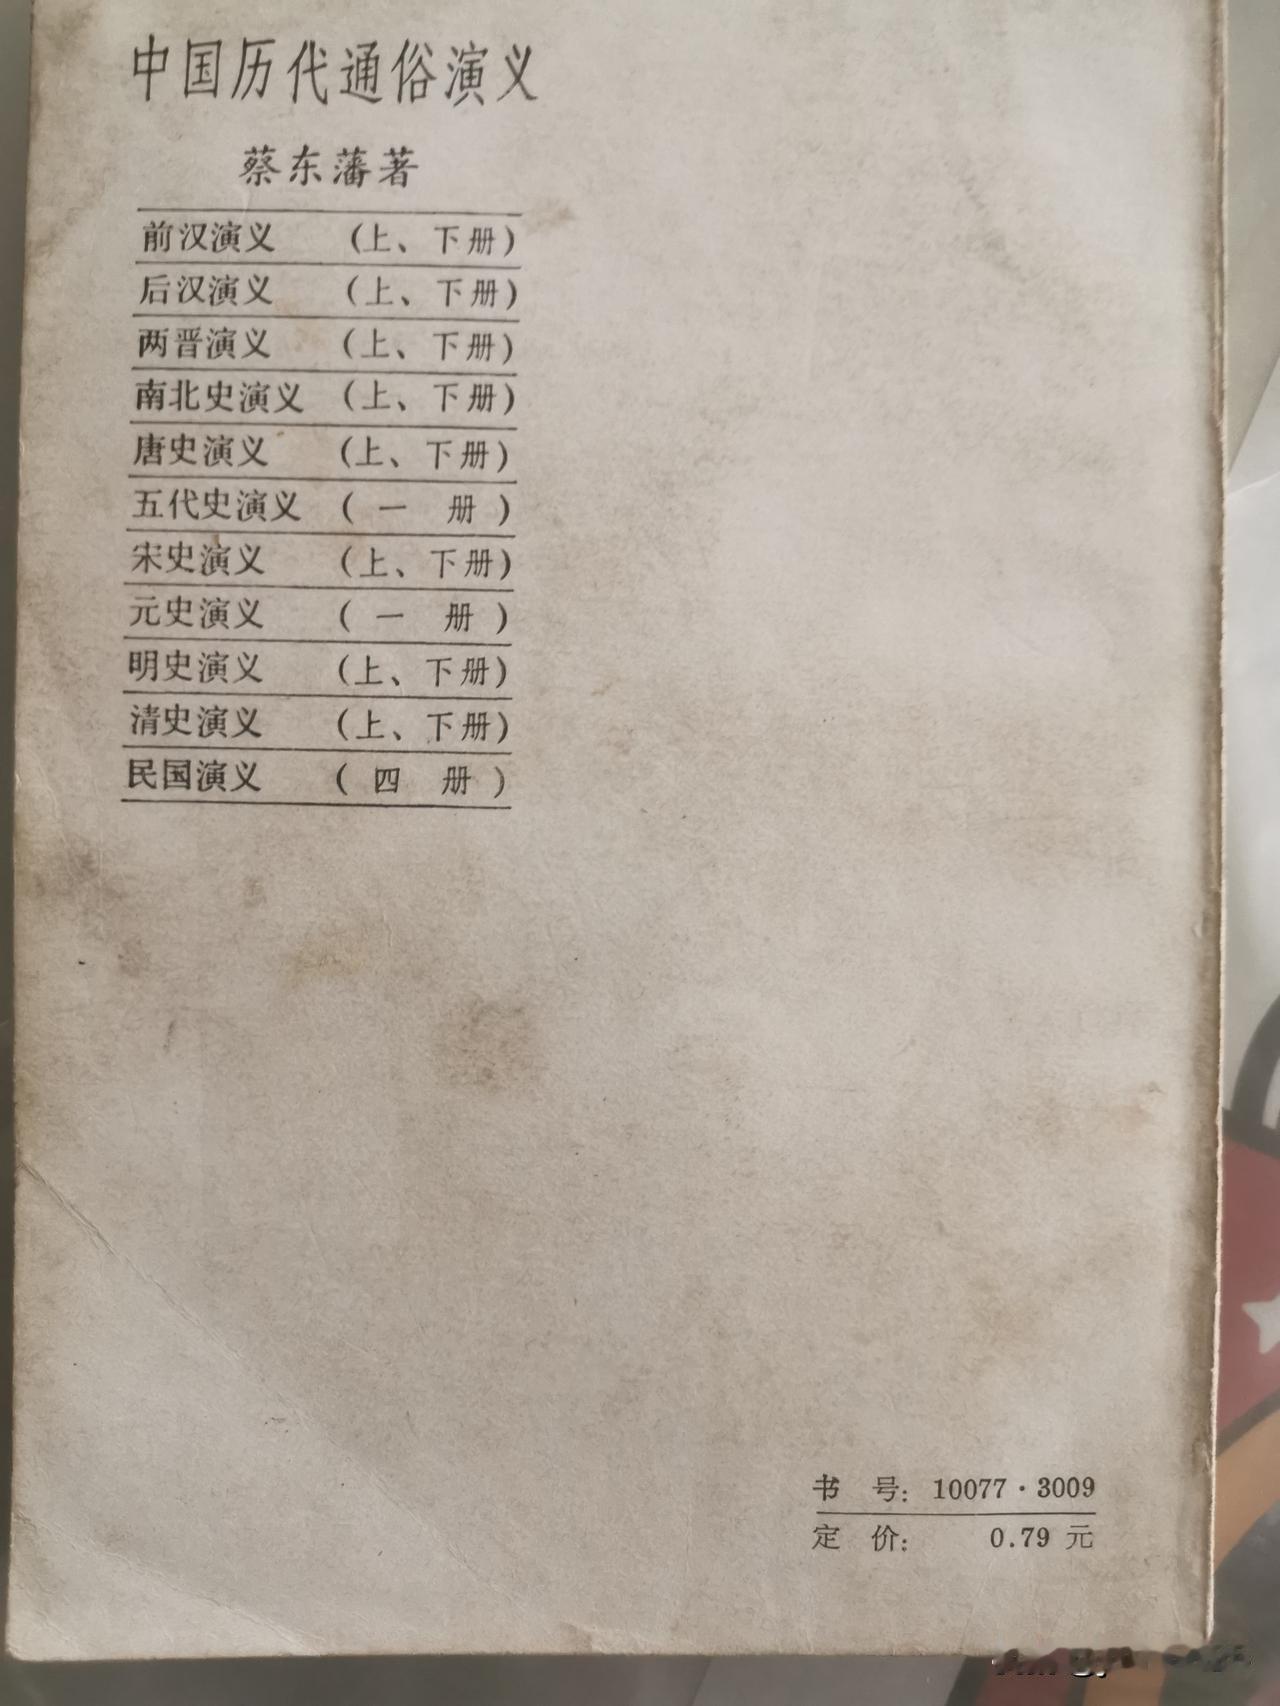 中国历代通俗演义
蔡东藩著
前汉演义 (上、下册)
后汉演义 (上、下册)
两晋演义 (上、下册)
南北史演义 (上、下册)
唐史演义 (上、下册)
五代史演义 (一册)
宋史演义 (上、下册)
元史演义 (一册)
明史演义 (上、下册)
清史演义 (上、下册)
民国演义 (四册)
书号: 10077·3009
定价: 0.79 元